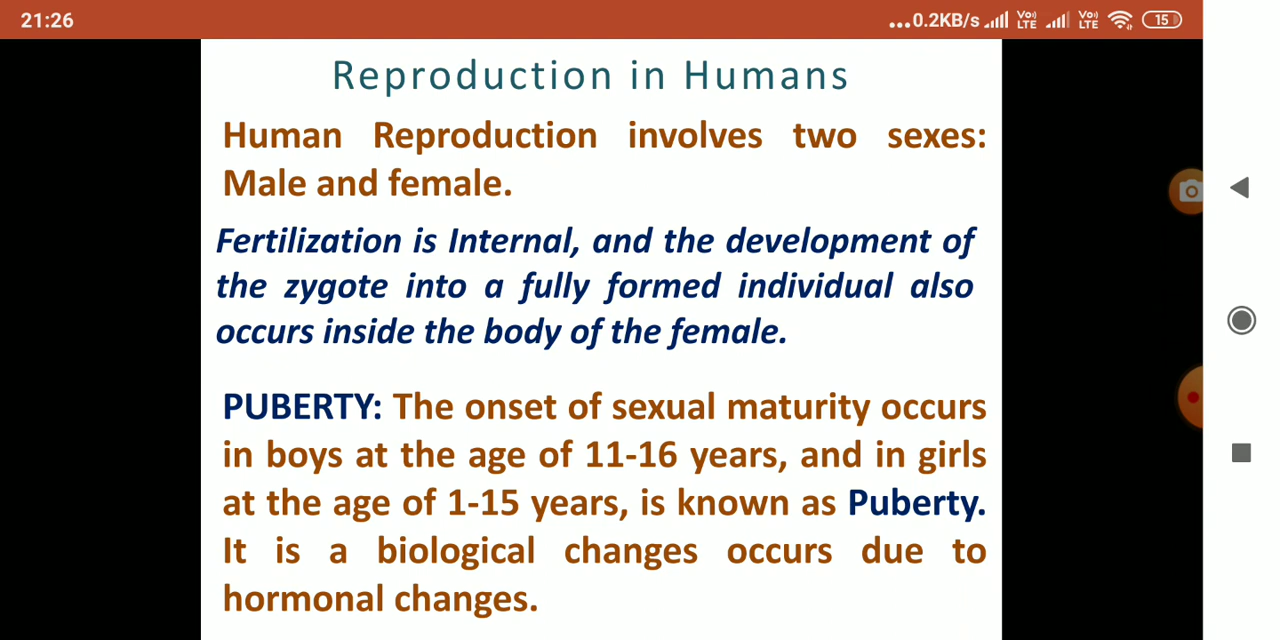 21:26
...0.2KB/s Vo) LTE Vo) LTE 15
Reproduction in Humans
Human Reproduction involves two sexes:
Male and female.
Fertilization is Internal, and the development of
the zygote into a fully formed individual also
occurs inside the body of the female.
PUBERTY: The onset of sexual maturity occurs
in boys at the age of 11-16 years, and in girls
at the age of 1-15 years, is known as Puberty.
It is a biological changes occurs due to
hormonal changes.